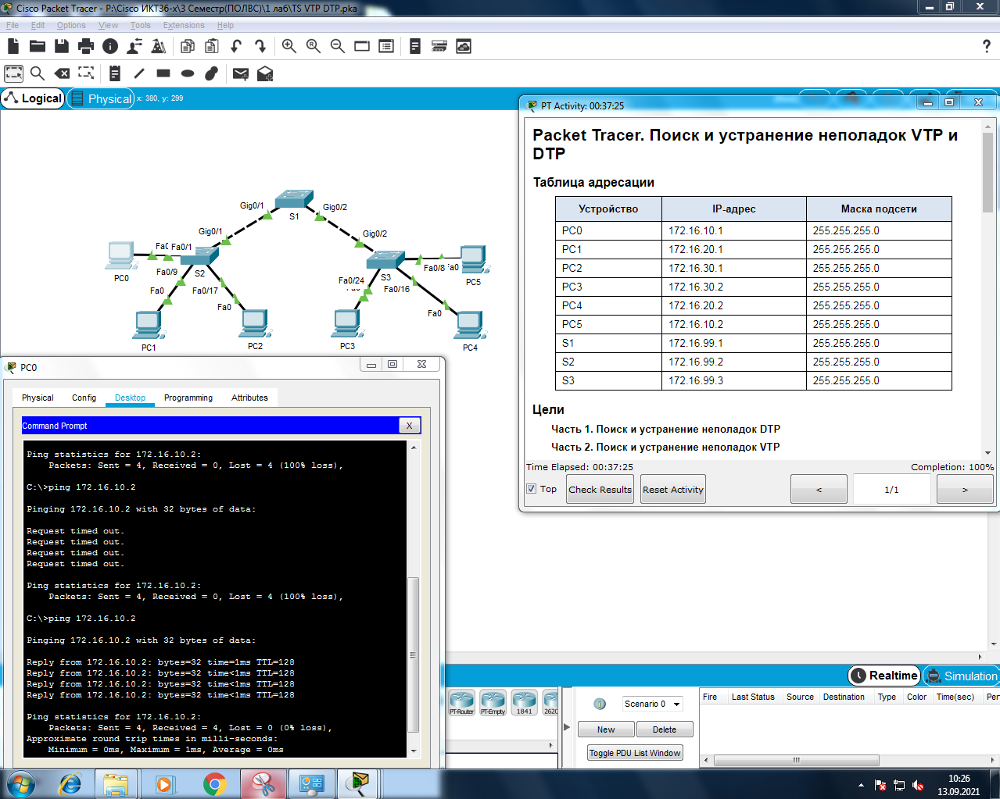 Cisco Packet Tracer - P:\Cisco ИКТ3б-х\3 Семестр(ПОЛВС)\1 лаб\TS VTP DTP.pka
File Edit Options View Tools Extensions Help
Logical Physical x: 380, y: 299
PT Activity: 00:37:25
Packet Tracer. Поиск и устранение неполадок VTP и
DTP
Таблица адресации
Устройство IP-адрес Маска подсети
PC0 172.16.10.1 255.255.255.0
PC1 172.16.20.1 255.255.255.0
PC2 172.16.30.1 255.255.255.0
PC3 172.16.30.2 255.255.255.0
PC4 172.16.20.2 255.255.255.0
PC5 172.16.10.2 255.255.255.0
S1 172.16.99.1 255.255.255.0
S2 172.16.99.2 255.255.255.0
S3 172.16.99.3 255.255.255.0
Цели
Часть 1. Поиск и устранение неполадок DTP
Часть 2. Поиск и устранение неполадок VTP
Time Elapsed: 00:37:25 Completion: 100%
Top Check Results Reset Activity < 1/1 >
Gig0/1 S1 Gig0/2
Gig0/1 Gig0/2
Fa0/1
PC0 Fa0/9 S2 S3 Fa0/8 PC5
Fa0 Fa0/17 Fa0/24 Fa0/16
Fa0 Fa0
PC1 PC2 PC3 PC4
PC0
Physical Config Desktop Programming Attributes
Command Prompt X
Ping statistics for 172.16.10.2:
Packets: Sent = 4, Received = 0, Lost = 4 (100% loss),
C:\>ping 172.16.10.2
Pinging 172.16.10.2 with 32 bytes of data:
Request timed out.
Request timed out.
Request timed out.
Request timed out.
Ping statistics for 172.16.10.2:
Packets: Sent = 4, Received = 0, Lost = 4 (100% loss),
C:\>ping 172.16.10.2
Pinging 172.16.10.2 with 32 bytes of data:
Reply from 172.16.10.2: bytes=32 time=1ms TTL=128
Reply from 172.16.10.2: bytes=32 time<1ms TTL=128
Reply from 172.16.10.2: bytes=32 time<1ms TTL=128
Reply from 172.16.10.2: bytes=32 time<1ms TTL=128
Ping statistics for 172.16.10.2:
Packets: Sent = 4, Received = 4, Lost = 0 (0% loss),
Approximate round trip times in milli-seconds:
Minimum = 0ms, Maximum = 1ms, Average = 0ms
Realtime Simulation
PT-Router PT-Empty 1841 2620
Scenario 0
New Delete
Toggle PDU List Window
Fire Last Status Source Destination Type Color Time(sec) Per
10:26
13.09.2021